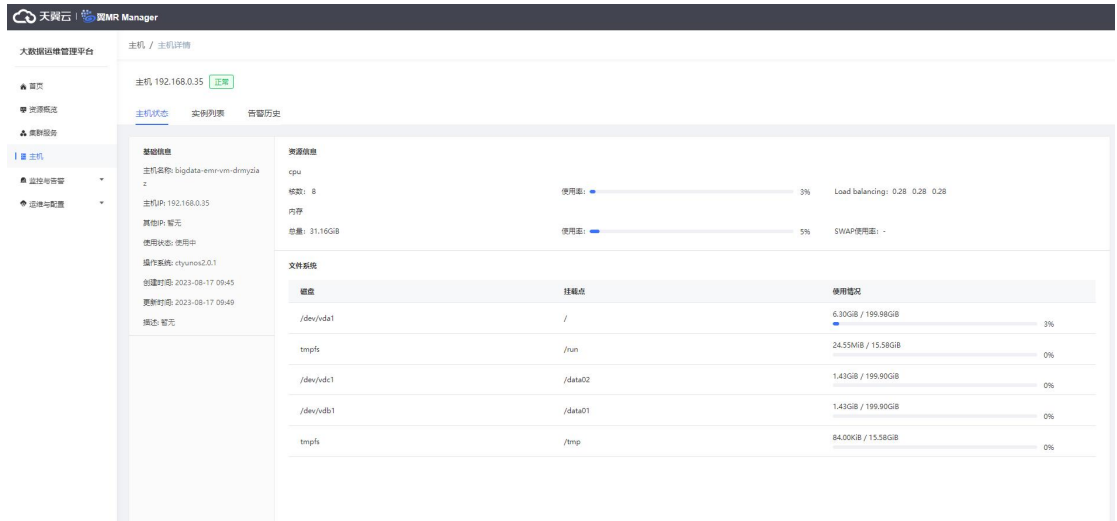 天翼云 翼MR Manager
大数据运维管理平台
首页
资源概览
集群服务
主机
监控与告警
运维与配置
主机 / 主机详情
主机 192.168.0.35 正常
主机状态 实例列表 告警历史
基础信息
主机名称: bigdata-emr-vm-drmyzia
z
主机IP: 192.168.0.35
其他IP: 暂无
使用状态: 使用中
操作系统: ctyunos2.0.1
创建时间: 2023-08-17 09:45
更新时间: 2023-08-17 09:49
描述: 暂无
资源信息
cpu
核数: 8 使用率: 3% Load balancing: 0.28 0.28 0.28
内存
总量: 31.16GiB 使用率: 5% SWAP使用率: -
文件系统
磁盘 挂载点 使用情况
/dev/vda1 / 6.30GiB / 199.98GiB 3%
tmpfs /run 24.55MiB / 15.58GiB 0%
/dev/vdc1 /data02 1.43GiB / 199.90GiB 0%
/dev/vdb1 /data01 1.43GiB / 199.90GiB 0%
tmpfs /tmp 84.00KiB / 15.58GiB 0%